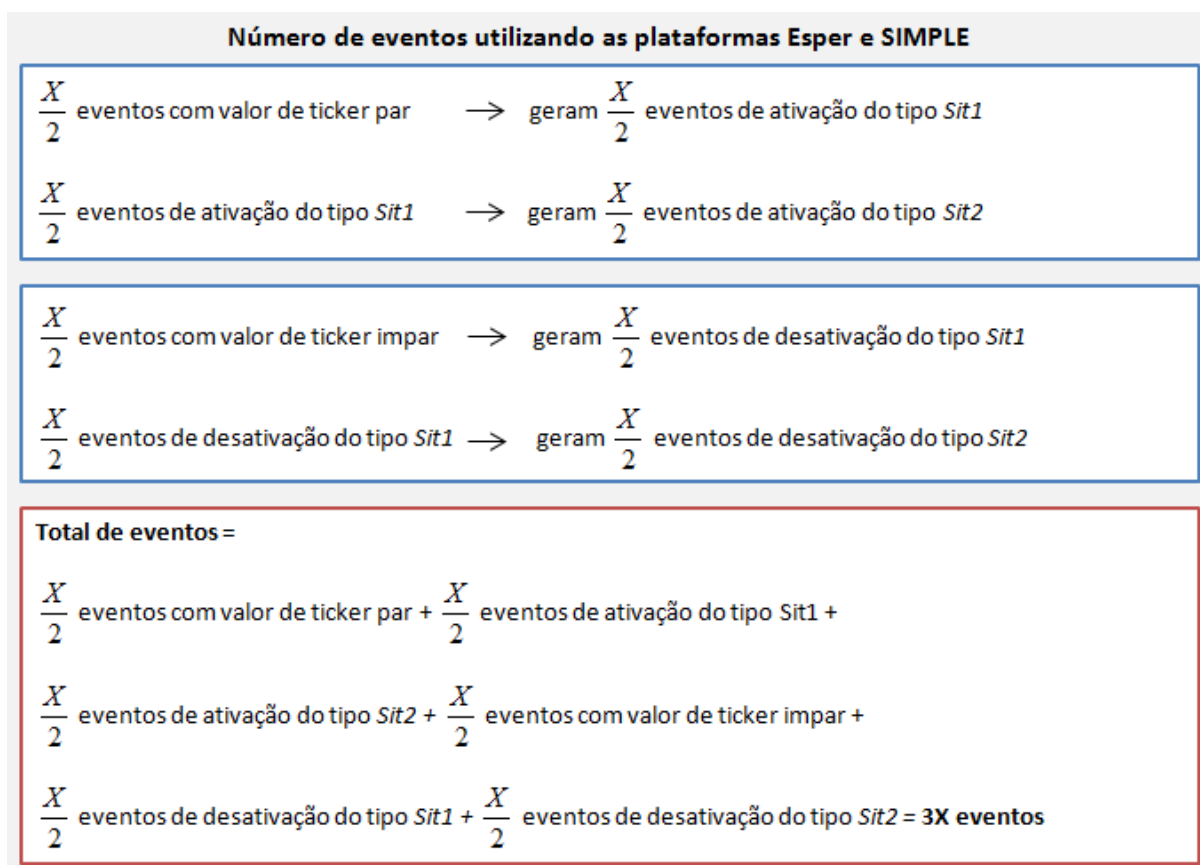 Número de eventos utilizando as plataformas Esper e SIMPLE
X/2 eventos com valor de ticker par → geram X/2 eventos de ativação do tipo Sit1
X/2 eventos de ativação do tipo Sit1 → geram X/2 eventos de ativação do tipo Sit2
X/2 eventos com valor de ticker impar → geram X/2 eventos de desativação do tipo Sit1
X/2 eventos de desativação do tipo Sit1 → geram X/2 eventos de desativação do tipo Sit2
Total de eventos =
X/2 eventos com valor de ticker par + X/2 eventos de ativação do tipo Sit1 +
X/2 eventos de ativação do tipo Sit2 + X/2 eventos com valor de ticker impar +
X/2 eventos de desativação do tipo Sit1 + X/2 eventos de desativação do tipo Sit2 = 3X eventos